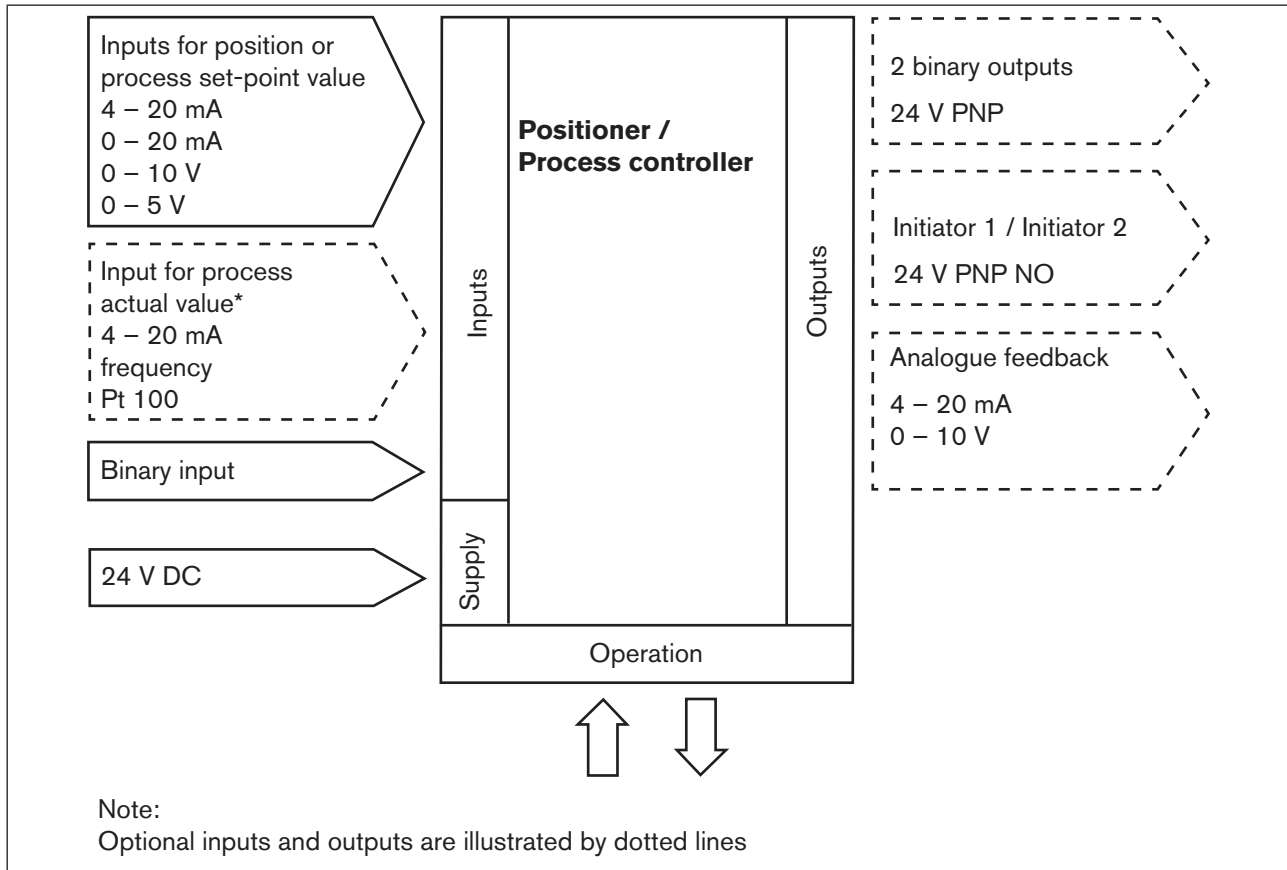 Inputs for position or
process set-point value
4 – 20 mA
0 – 20 mA
0 – 10 V
0 – 5 V
Input for process
actual value*
4 – 20 mA
frequency
Pt 100
Binary input
24 V DC
Inputs
Supply
Positioner /
Process controller
Operation
Outputs
2 binary outputs
24 V PNP
Initiator 1 / Initiator 2
24 V PNP NO
Analogue feedback
4 – 20 mA
0 – 10 V
Note:
Optional inputs and outputs are illustrated by dotted lines